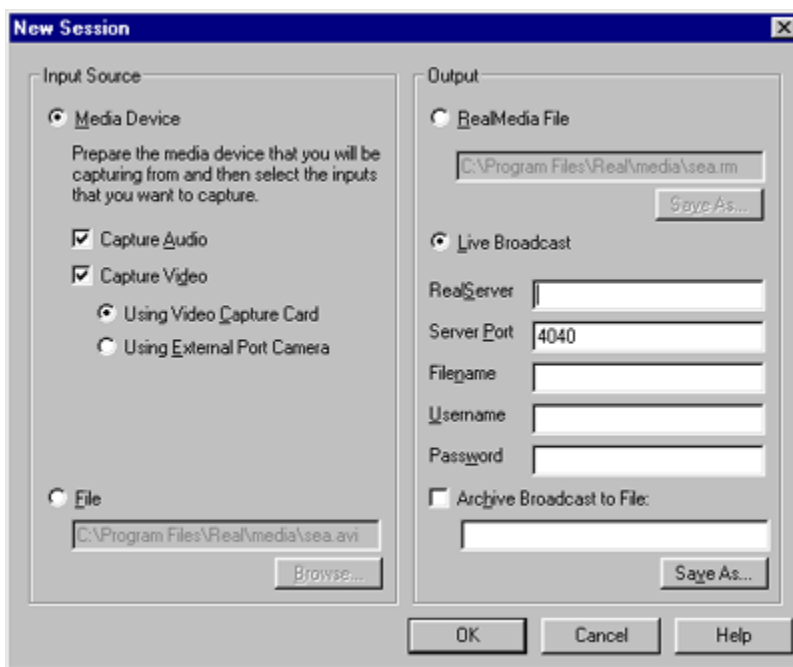 New Session
Input Source
Media Device
Prepare the media device that you will be
capturing from and then select the inputs
that you want to capture.
Capture Audio
Capture Video
Using Video Capture Card
Using External Port Camera
File
C:\Program Files\Real\media\sea.avi
Browse...
Output
RealMedia File
C:\Program Files\Real\media\sea.rm
Save As...
Live Broadcast
RealServer
Server Port 4040
Filename
Username
Password
Archive Broadcast to File:
Save As...
OK Cancel Help